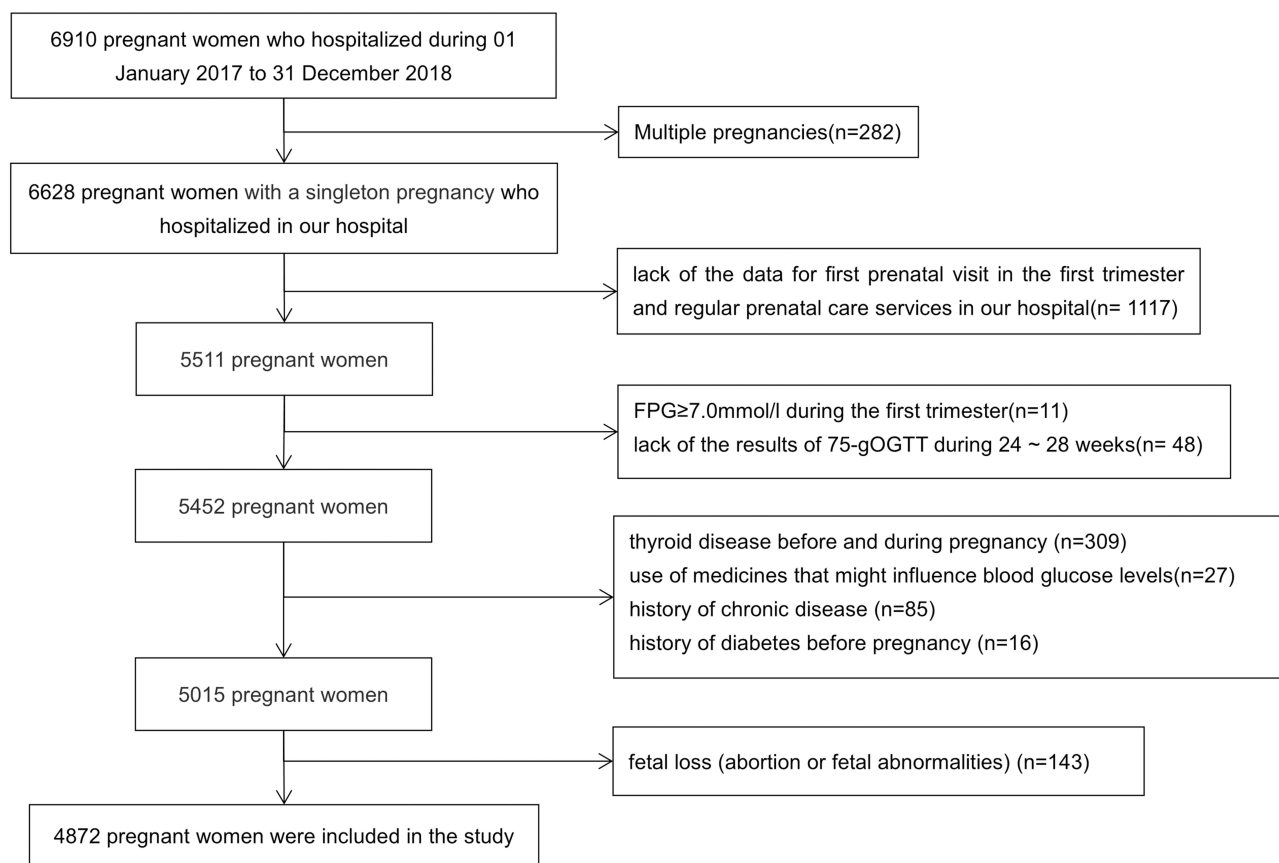 6910 pregnant women who hospitalized during 01
January 2017 to 31 December 2018
Multiple pregnancies(n=282)
6628 pregnant women with a singleton pregnancy who
hospitalized in our hospital
lack of the data for first prenatal visit in the first trimester
and regular prenatal care services in our hospital(n= 1117)
5511 pregnant women
FPG≥7.0mmol/l during the first trimester(n=11)
lack of the results of 75-gOGTT during 24 ~ 28 weeks(n= 48)
5452 pregnant women
thyroid disease before and during pregnancy (n=309)
use of medicines that might influence blood glucose levels(n=27)
history of chronic disease (n=85)
history of diabetes before pregnancy (n=16)
5015 pregnant women
fetal loss (abortion or fetal abnormalities) (n=143)
4872 pregnant women were included in the study